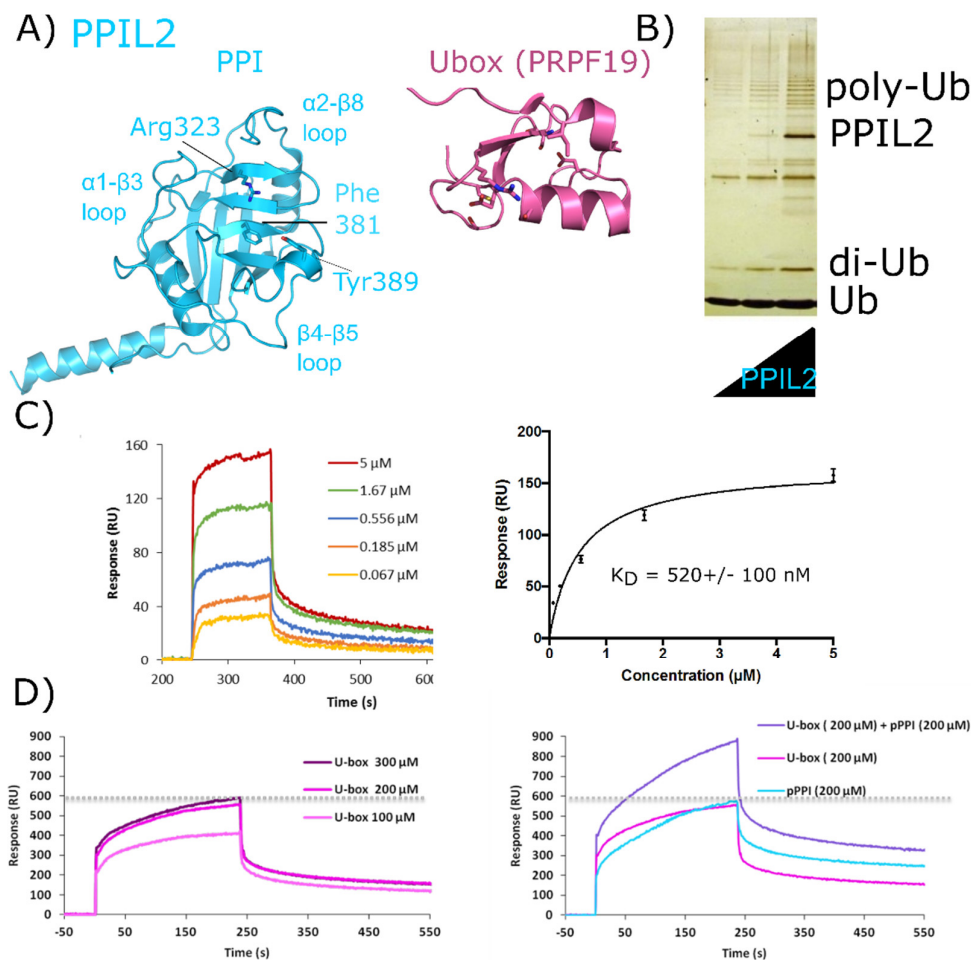 A) PPIL2
PPI
α2-β8
loop
Arg323
α1-β3
loop
Phe
381
Tyr389
β4-β5
loop
Ubox (PRPF19)
B)
poly-Ub
PPIL2
di-Ub
Ub
PPIL2
C)
160
120
80
40
0
200 300 400 500 600
Response (RU)
Time (s)
5 µM
1.67 µM
0.556 µM
0.185 µM
0.067 µM
200
150
100
50
0
0 1 2 3 4 5
Response (RU)
Concentration (µM)
KD = 520+/- 100 nM
D)
900
800
700
600
500
400
300
200
100
0
-50 50 150 250 350 450 550
Response (RU)
Time (s)
U-box 300 µM
U-box 200 µM
U-box 100 µM
900
800
700
600
500
400
300
200
100
0
-50 50 150 250 350 450 550
Response (RU)
Time (s)
U-box ( 200 µM) + pPPI (200 µM)
U-box ( 200 µM)
pPPI (200µM)